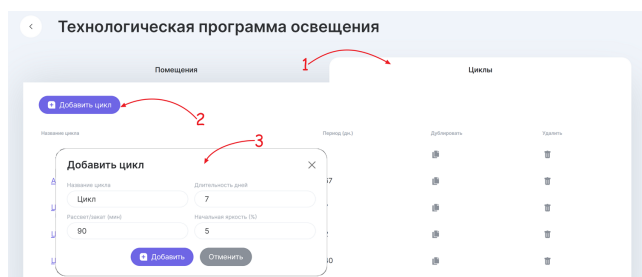 Технологическая программа освещения
Помещения
1
Циклы
Добавить цикл
2
Название цикла
Период (дн.)
Дублировать
Удалить
3
Добавить цикл
Название цикла
Длительность дней
Цикл
7
Рассвет/закат (мин)
Начальная яркость (%)
90
5
Добавить
Отменить